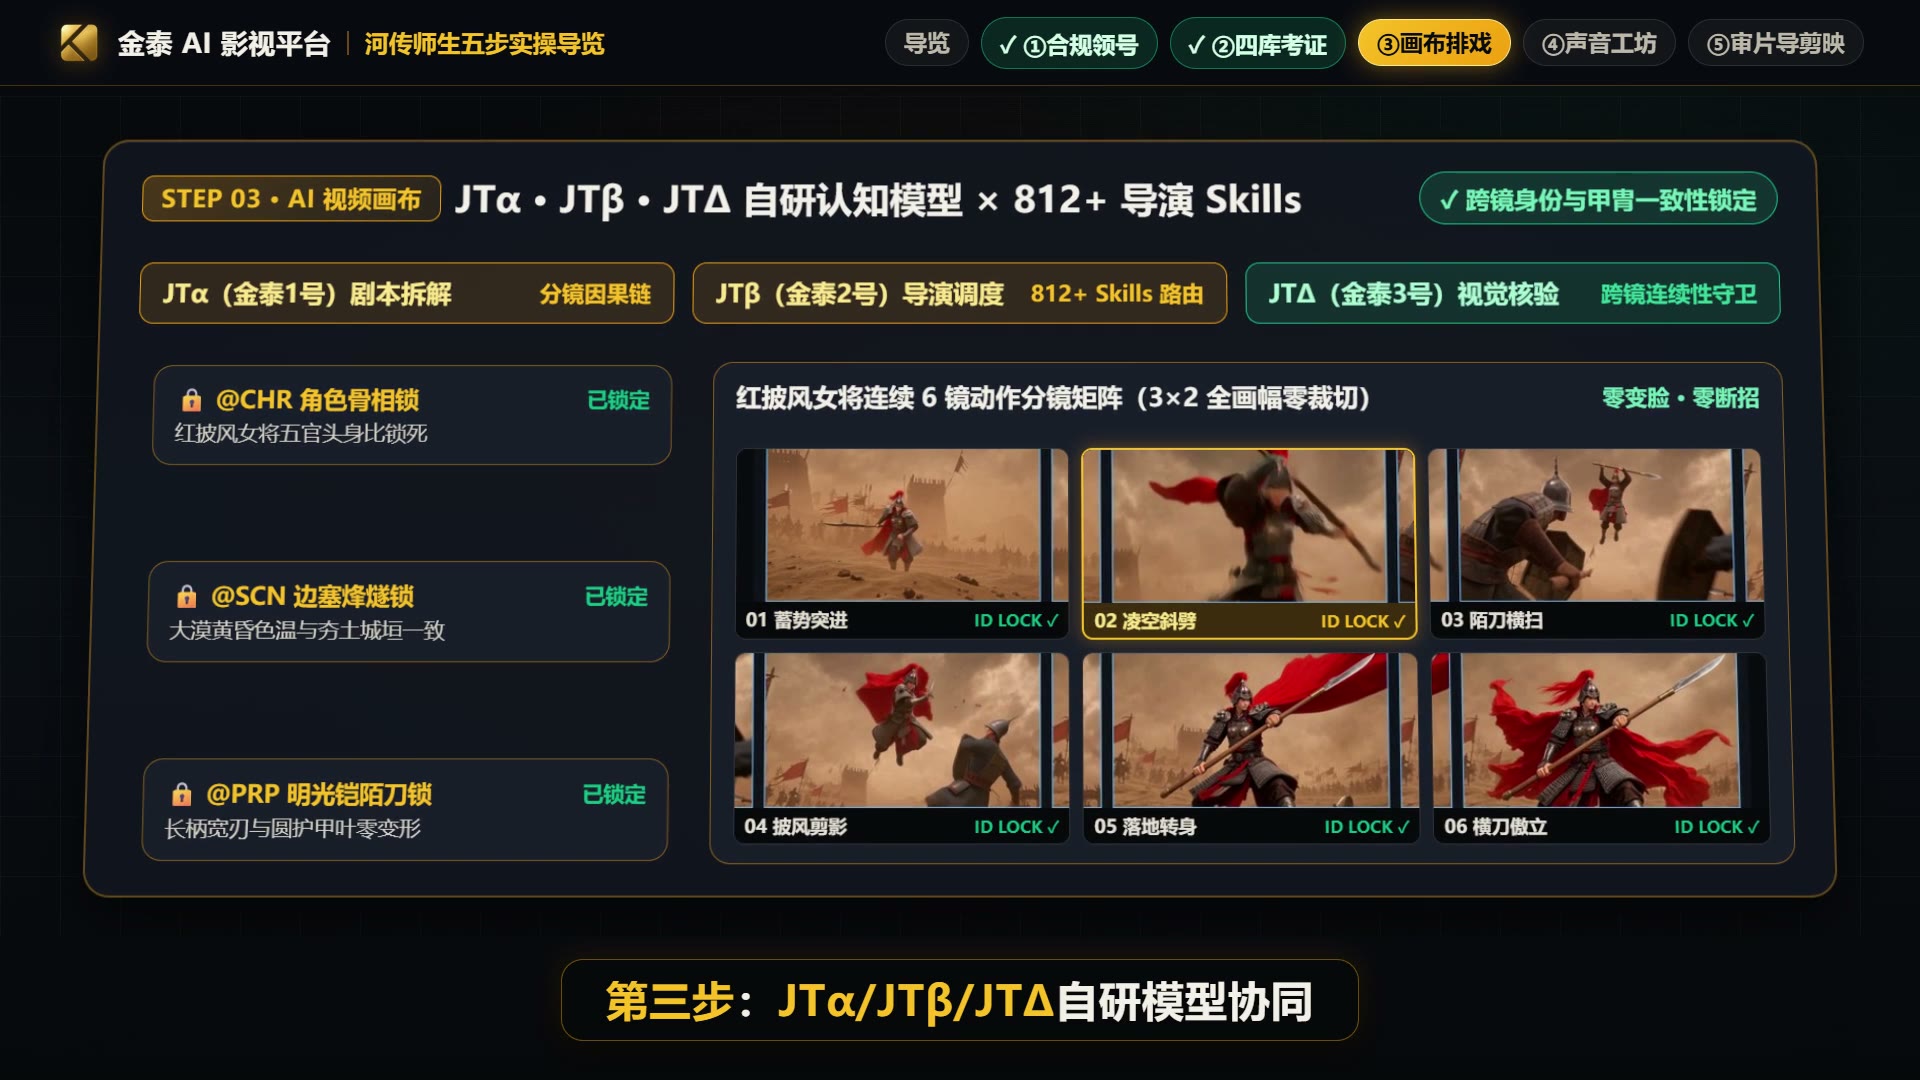 金泰 AI 影视平台 | 河传师生五步实操导览
导览
✓ ①合规领号
✓ ②四库考证
③画布排戏
④声音工坊
⑤审片导剪映
STEP 03 • AI 视频画布
JTα • JTβ • JTΔ 自研认知模型 × 812+ 导演 Skills
✓ 跨镜身份与甲胄一致性锁定
JTα（金泰1号）剧本拆解 分镜因果链
JTβ（金泰2号）导演调度 812+ Skills 路由
JTΔ（金泰3号）视觉核验 跨镜连续性守卫
@CHR 角色骨相锁 已锁定
红披风女将五官头身比锁死
@SCN 边塞烽燧锁 已锁定
大漠黄昏色温与夯土城垣一致
@PRP 明光铠陌刀锁 已锁定
长柄宽刃与圆护甲叶零变形
红披风女将连续 6 镜动作分镜矩阵（3×2 全画幅零裁切） 零变脸 • 零断招
01 蓄势突进 ID LOCK ✓
02 凌空斜劈 ID LOCK ✓
03 陌刀横扫 ID LOCK ✓
04 披风剪影 ID LOCK ✓
05 落地转身 ID LOCK ✓
06 横刀傲立 ID LOCK ✓
第三步：JTα/JTβ/JTΔ自研模型协同